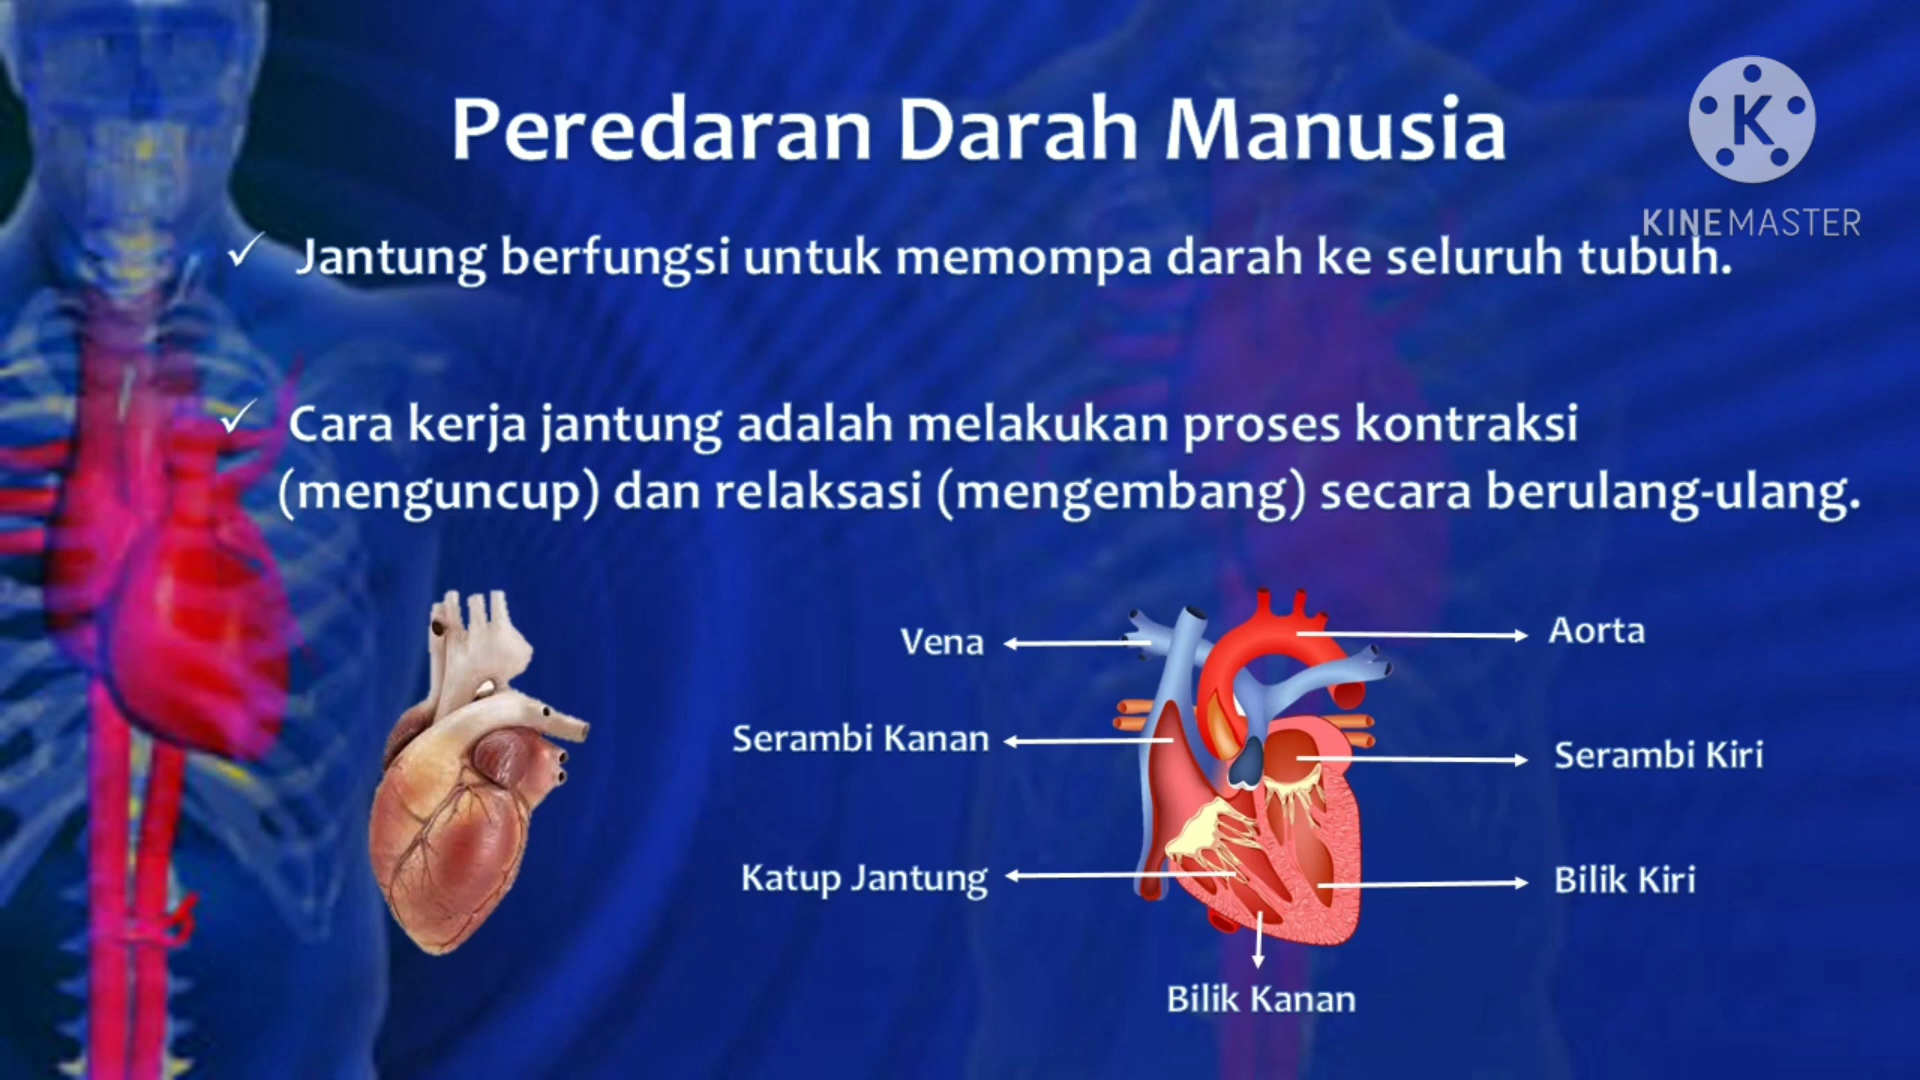 Peredaran Darah Manusia
K
KINEMASTER
✓ Jantung berfungsi untuk memompa darah ke seluruh tubuh.
✓ Cara kerja jantung adalah melakukan proses kontraksi
(menguncup) dan relaksasi (mengembang) secara berulang-ulang.
Vena
Aorta
Serambi Kanan
Serambi Kiri
Katup Jantung
Bilik Kiri
Bilik Kanan